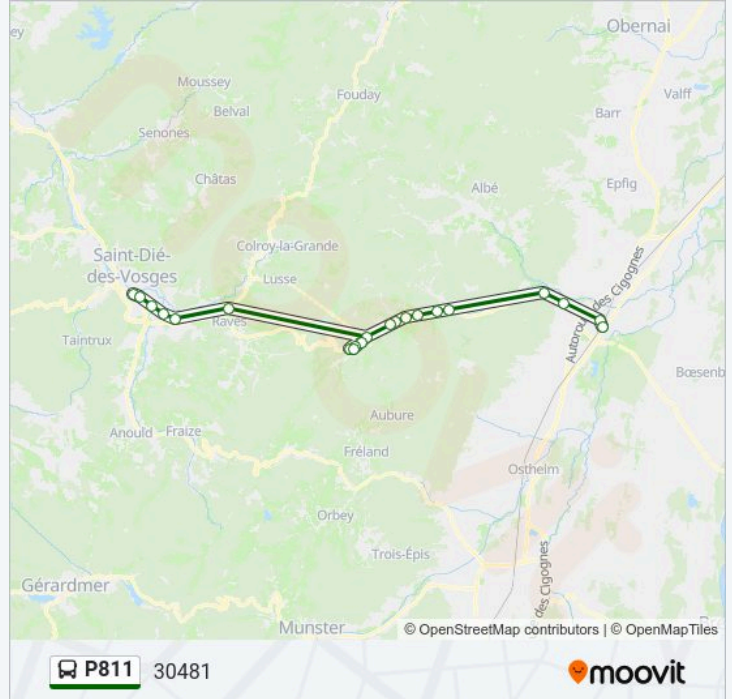 Obernai
ey
Moussey
Fouday
Valff
Belval
Barr
Senones
Châtas
Albé
Epfig
Colroy-la-Grande
Saint-Dié-
des-Vosges
Lusse
Autoroute des Cigognes
Raves
Taintrux
Bœsenb
Aubure
Anould
Fraize
Fréland
Ostheim
Orbey
Trois-Épis
des Cigognes
Gérardmer
Munster
© OpenStreetMap contributors | © OpenMapTiles
P811 30481
moovit